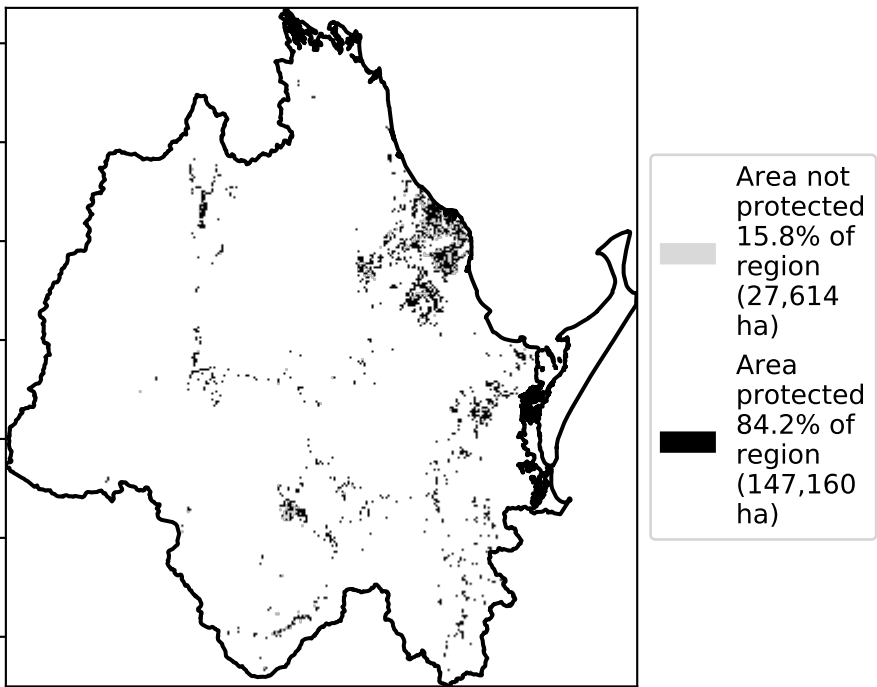 Area not
protected
15.8% of
region
(27,614
ha)
Area
protected
84.2% of
region
(147,160
ha)